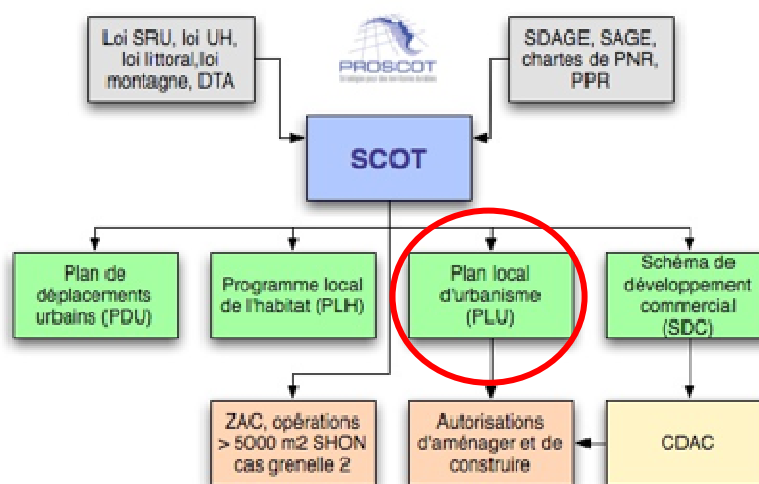 Loi SRU, loi UH,
loi littoral,loi
montagne, DTA
PROSCOT
SDAGE, SAGE,
chartes de PNR,
PPR
SCOT
Plan de
déplacements
urbains (PDU)
Programme local
de l'habitat (PLH)
Plan local
d'urbanisme
(PLU)
Schéma de
développement
commercial
(SDC)
ZAC, opérations
> 5000 m2 SHON
cas grenelle 2
Autorisations
d'aménager et de
construire
CDAC